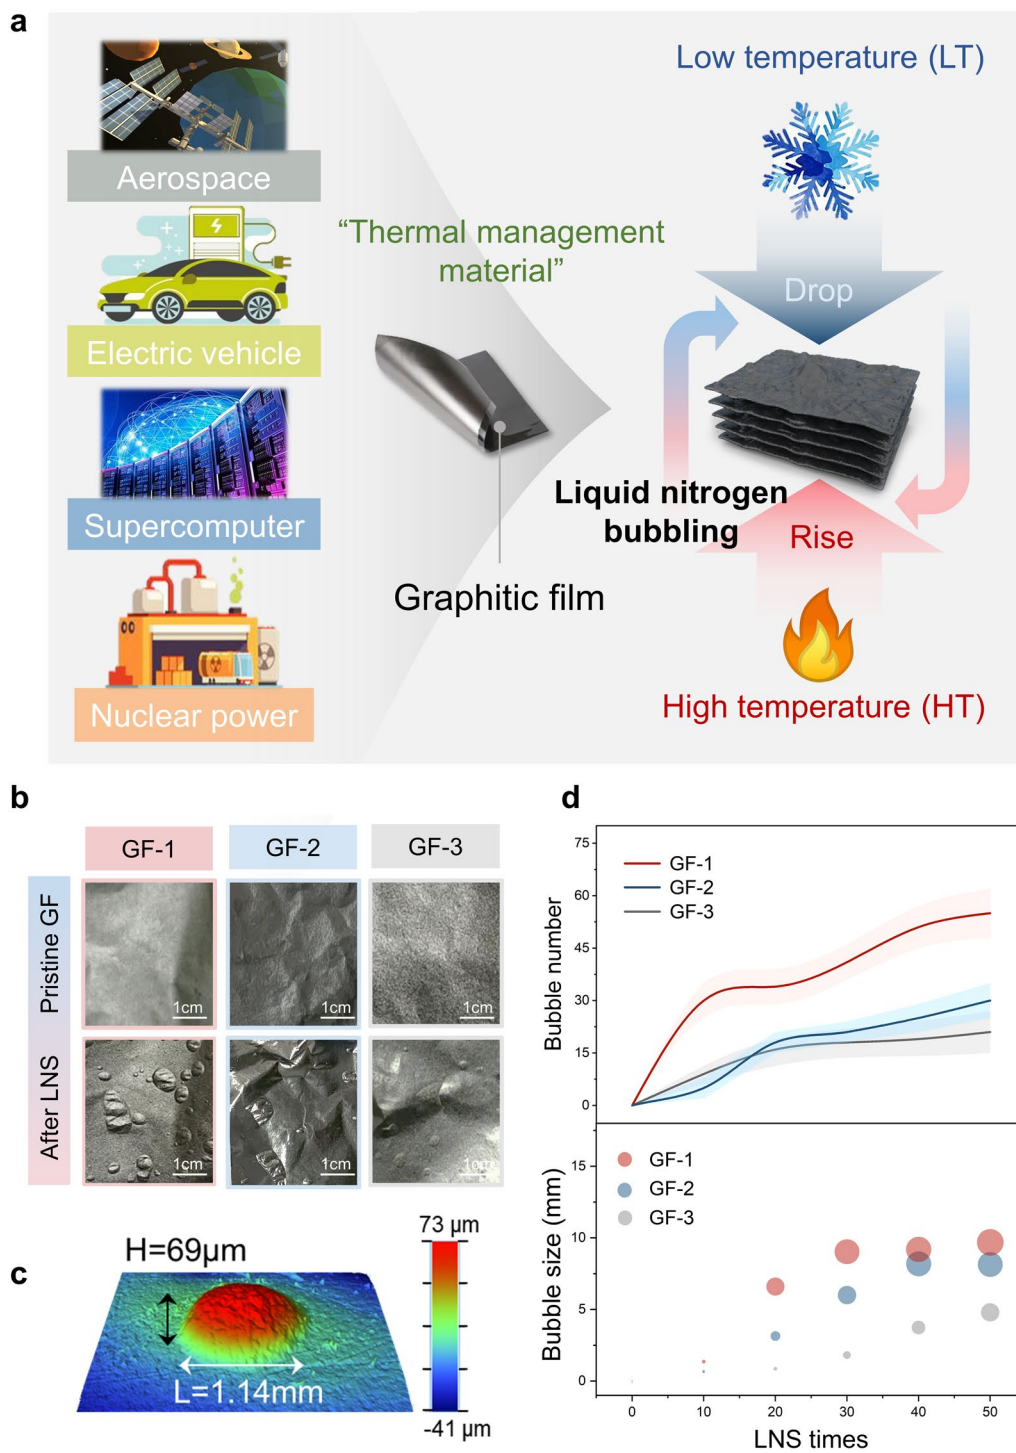 a
Aerospace
Electric vehicle
Supercomputer
Nuclear power
“Thermal management
material”
Graphitic film
Low temperature (LT)
Drop
Liquid nitrogen
bubbling
Rise
High temperature (HT)
b
GF-1
GF-2
GF-3
Pristine GF
1cm
1cm
1cm
After LNS
1cm
1cm
1cm
c
H=69μm
L=1.14mm
73 μm
-41 μm
d
Bubble number
75
60
45
30
15
0
GF-1
GF-2
GF-3
Bubble size (mm)
15
10
5
0
GF-1
GF-2
GF-3
0
10
20
30
40
50
LNS times